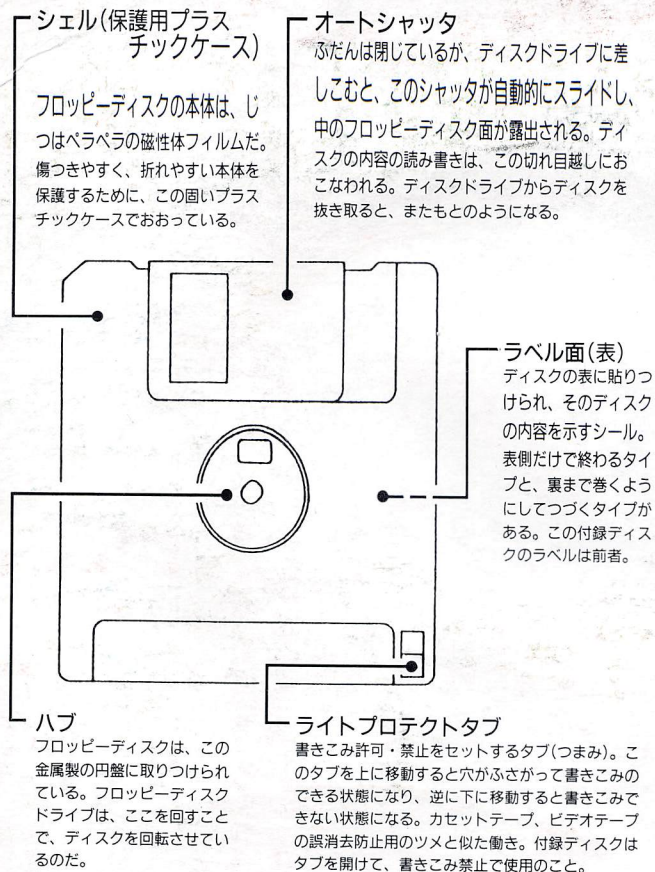 シェル(保護用プラス
チックケース)
フロッピーディスクの本体は、じ
つはペラペラの磁性体フィルムだ。
傷つきやすく、折れやすい本体を
保護するために、この固いプラス
チックケースでおおっている。
オートシャッタ
ふだんは閉じているが、ディスクドライブに差
しこむと、このシャッタが自動的にスライドし、
中のフロッピーディスク面が露出される。ディ
スクの内容の読み書きは、この切れ目越しにお
こなわれる。ディスクドライブからディスクを
抜き取ると、またもとのようになる。
ラベル面(表)
ディスクの表に貼りつ
けられ、そのディスク
の内容を示すシール。
表側だけで終わるタイ
プと、裏まで巻くよう
にしてつづくタイプが
ある。この付録ディス
クのラベルは前者。
ハブ
フロッピーディスクは、この
金属製の円盤に取りつけられ
ている。フロッピーディスク
ドライブは、ここを回すこと
で、ディスクを回転させてい
るのだ。
ライトプロテクトタブ
書きこみ許可・禁止をセットするタブ(つまみ)。こ
のタブを上に移動すると穴がふさがって書きこみの
できる状態になり、逆に下に移動すると書きこみで
きない状態になる。カセットテープ、ビデオテープ
の誤消去防止用のツメと似た働き。付録ディスクは
タブを開けて、書きこみ禁止で使用のこと。